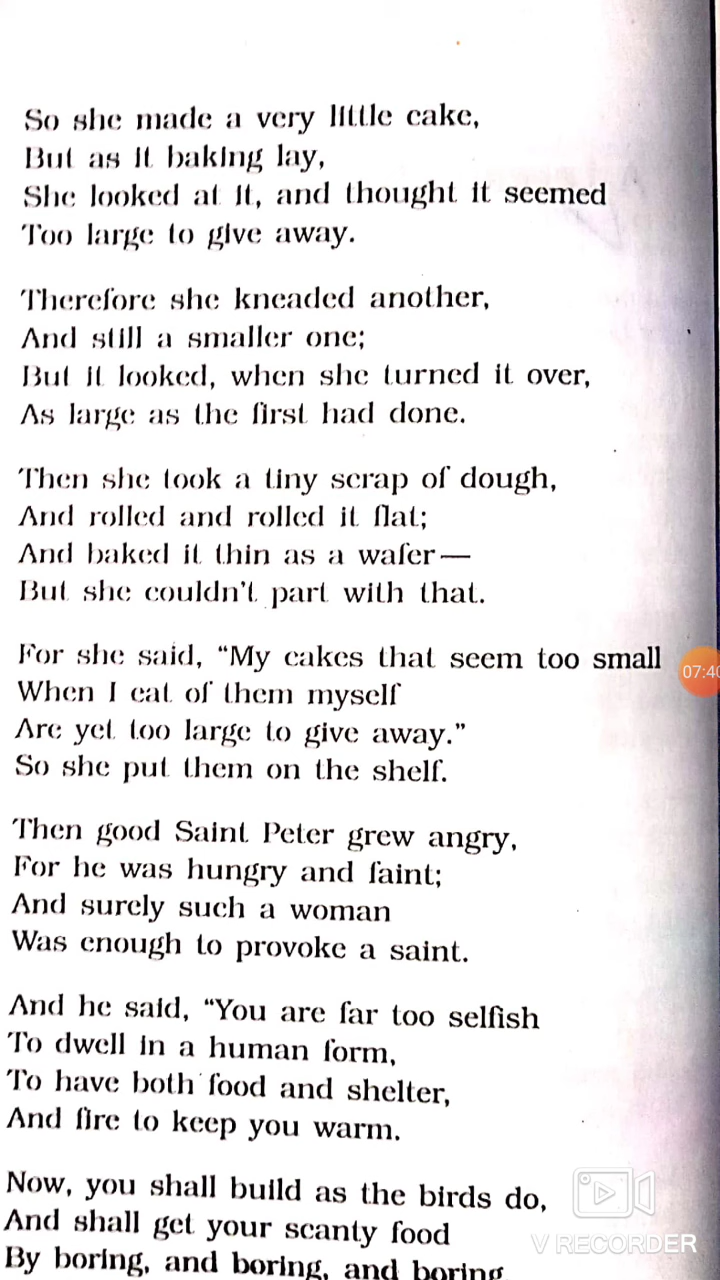 So she made a very little cake,
But as it baking lay,
She looked at it, and thought it seemed
Too large to give away.
Therefore she kneaded another,
And still a smaller one;
But it looked, when she turned it over,
As large as the first had done.
Then she took a tiny scrap of dough,
And rolled and rolled it flat;
And baked it thin as a wafer—
But she couldn't part with that.
For she said, “My cakes that seem too small
When I eat of them myself
Are yet too large to give away.”
So she put them on the shelf.
Then good Saint Peter grew angry,
For he was hungry and faint;
And surely such a woman
Was enough to provoke a saint.
And he said, “You are far too selfish
To dwell in a human form,
To have both food and shelter,
And fire to keep you warm.
Now, you shall build as the birds do,
And shall get your scanty food
By boring, and boring, and boring,
07:40
V RECORDER